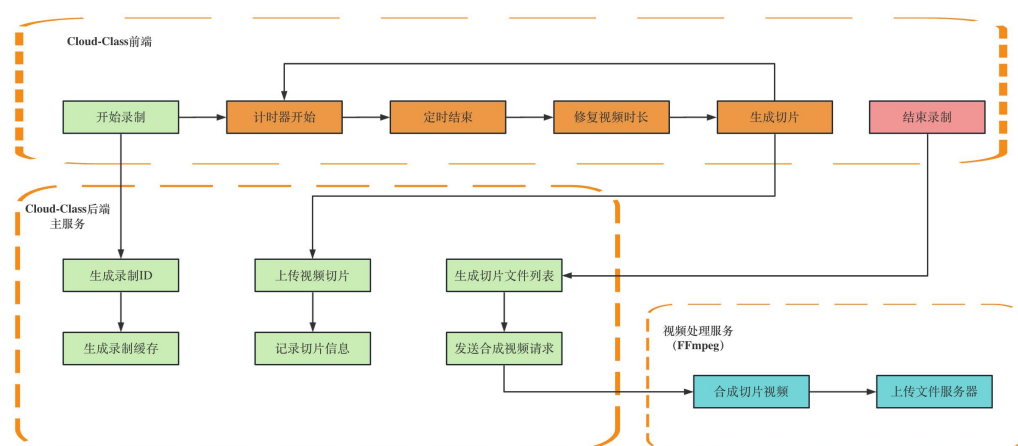 Cloud-Class前端
开始录制
计时器开始
定时结束
修复视频时长
生成切片
结束录制
Cloud-Class后端
主服务
生成录制ID
上传视频切片
生成切片文件列表
生成录制缓存
记录切片信息
发送合成视频请求
视频处理服务
（FFmpeg）
合成切片视频
上传文件服务器